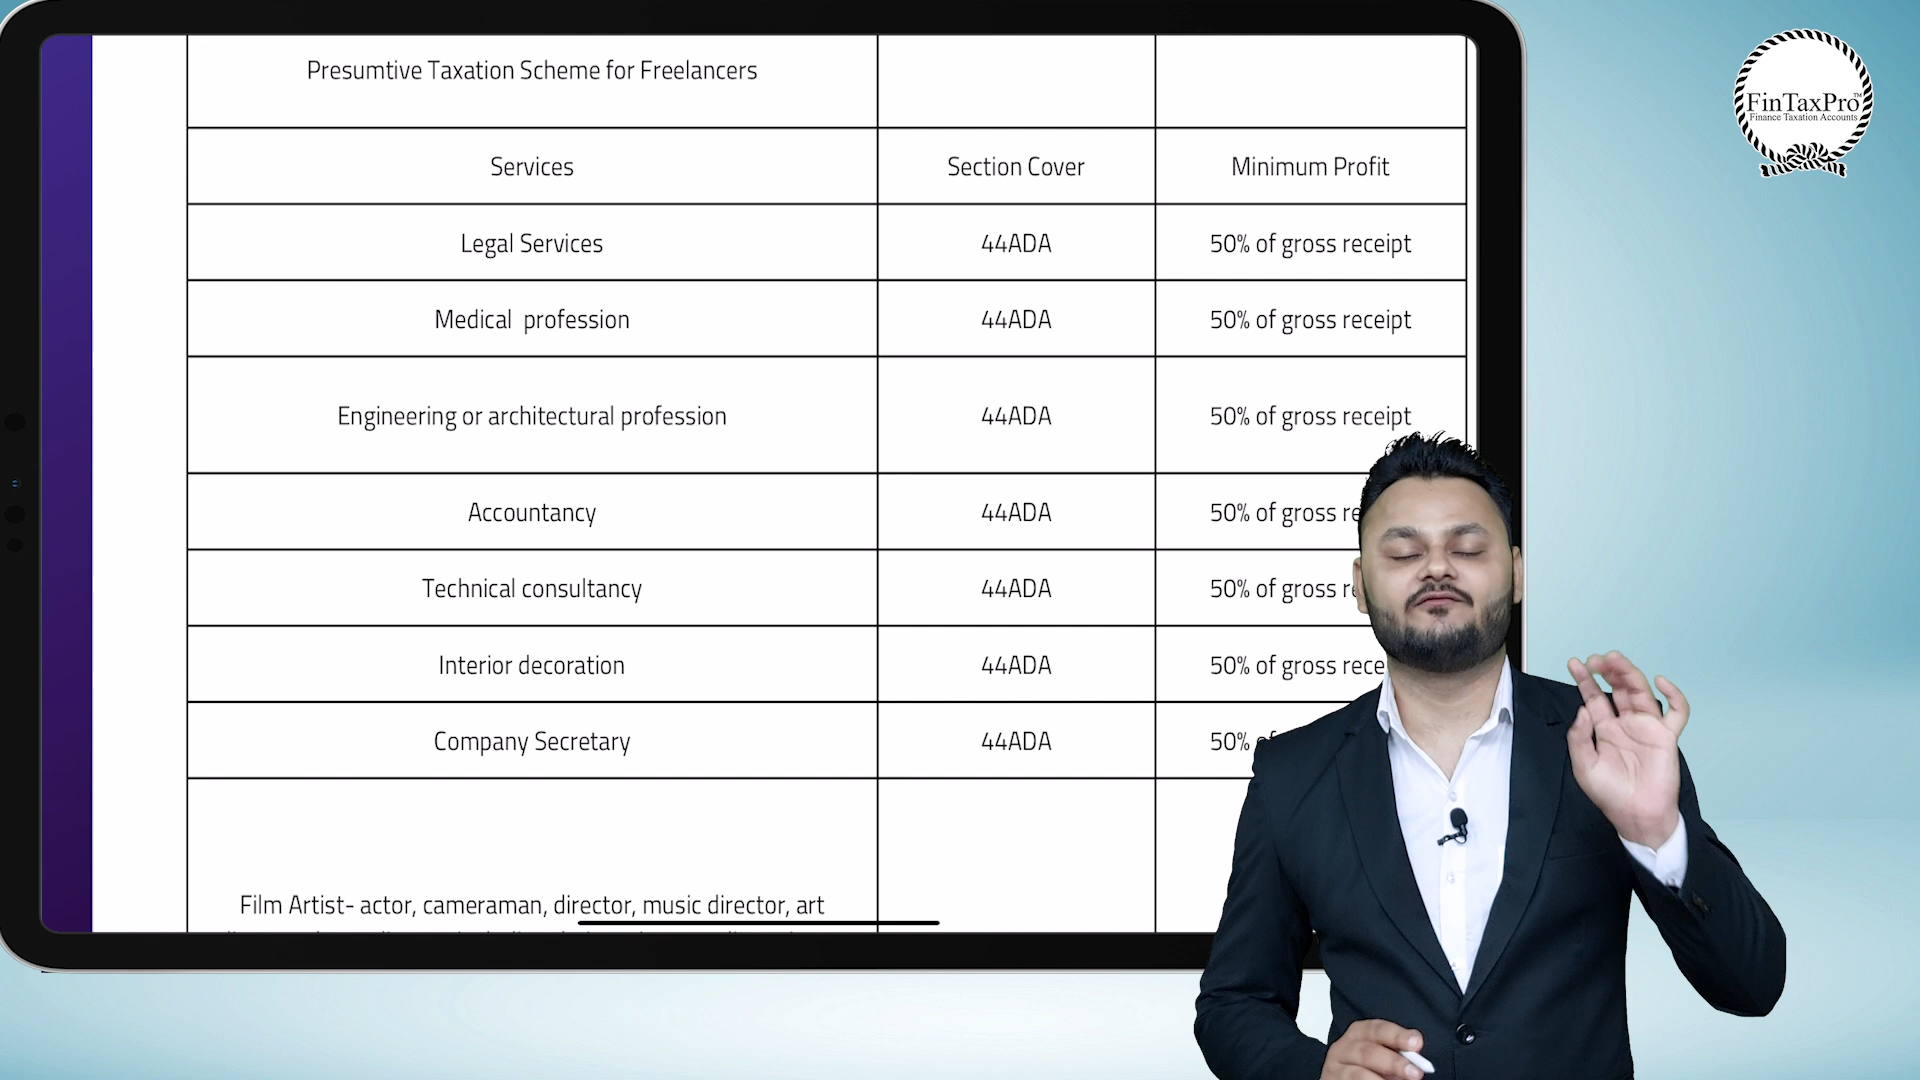 Presumtive Taxation Scheme for Freelancers
Services Section Cover Minimum Profit
Legal Services 44ADA 50% of gross receipt
Medical profession 44ADA 50% of gross receipt
Engineering or architectural profession 44ADA 50% of gross receipt
Accountancy 44ADA 50% of gross re
Technical consultancy 44ADA 50% of gross re
Interior decoration 44ADA 50% of gross rece
Company Secretary 44ADA 50% of
Film Artist- actor, cameraman, director, music director, art
FinTaxPro™
Finance Taxation Accounts